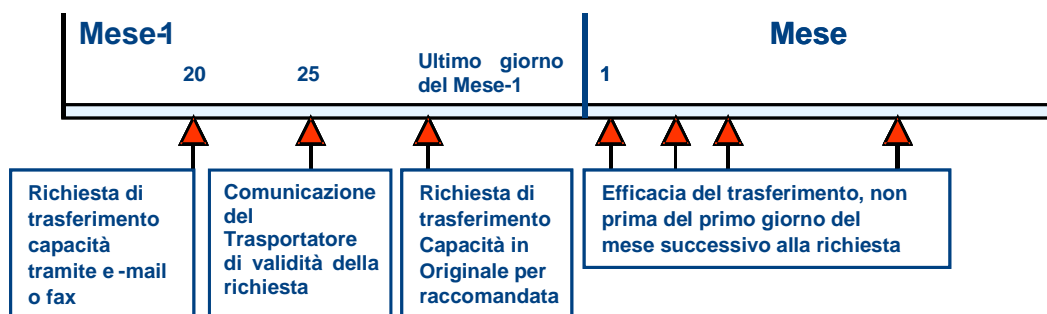 Mese-1
Mese
20
25
Ultimo giorno
del Mese-1
1
Richiesta di
trasferimento
capacità
tramite e -mail
o fax
Comunicazione
del
Trasportatore
di validità della
richiesta
Richiesta di
trasferimento
Capacità in
Originale per
raccomandata
Efficacia del trasferimento, non
prima del primo giorno del
mese successivo alla richiesta